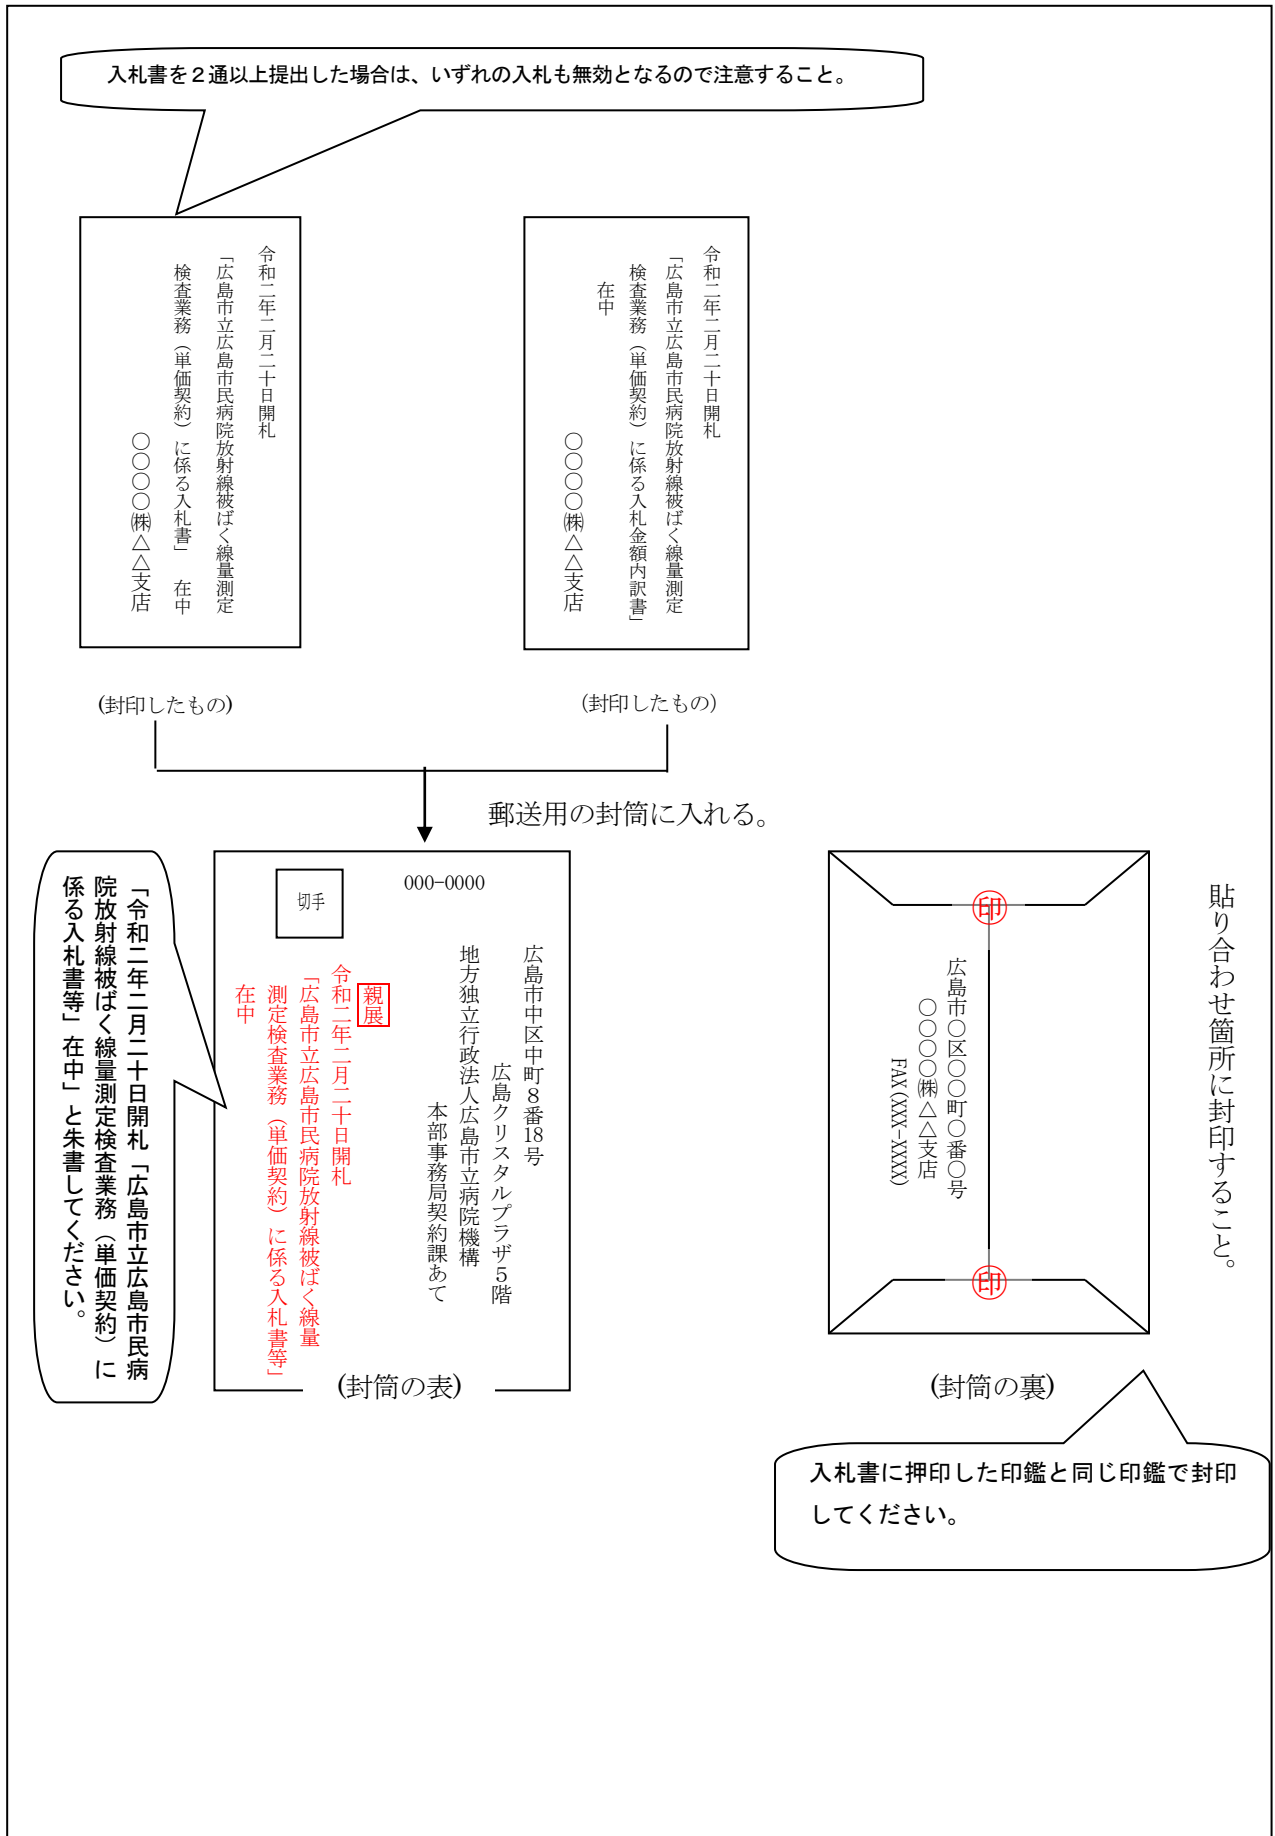 入札書を２通以上提出した場合は、いずれの入札も無効となるので注意すること。
令和二年二月二十日開札
「広島市立広島市民病院放射線被ばく線量測定
検査業務（単価契約）に係る入札書」　在中
○○○○㈱△△支店
令和二年二月二十日開札
「広島市立広島市民病院放射線被ばく線量測定
検査業務（単価契約）に係る入札金額内訳書」
在中
○○○○㈱△△支店
(封印したもの)
（封印したもの）
郵送用の封筒に入れる。
「令和二年二月二十日開札「広島市立広島市民病
院放射線被ばく線量測定検査業務（単価契約）に
係る入札書等」在中」と朱書してください。
切手
000-0000
広島市中区中町８番18号
広島クリスタルプラザ５階
地方独立行政法人広島市立病院機構
本部事務局契約課あて
親展
令和二年二月二十日開札
「広島市立広島市民病院放射線被ばく線量
測定検査業務（単価契約）に係る入札書等」
在中
(封筒の表)
印
広島市○区○○町○番○号
○○○○㈱△△支店
FAX(XXX-XXXX)
印
(封筒の裏)
貼り合わせ箇所に封印すること。
入札書に押印した印鑑と同じ印鑑で封印
してください。